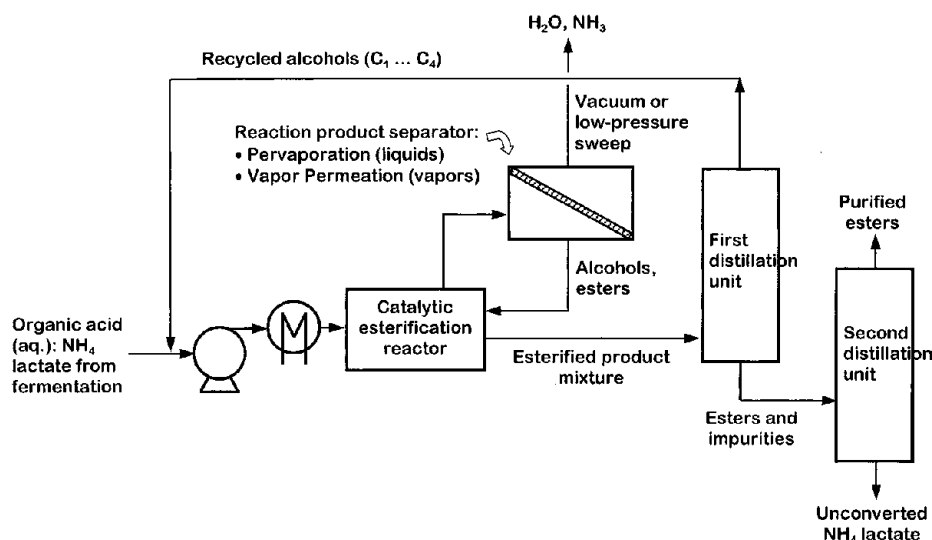 H₂O, NH₃
Recycled alcohols (C₁ ... C₄)
Vacuum or
low-pressure
sweep
Reaction product separator:
• Pervaporation (liquids)
• Vapor Permeation (vapors)
Purified
esters
First
distillation
unit
Alcohols,
esters
Catalytic
esterification
reactor
Organic acid
(aq.): NH₄
lactate from
fermentation
Second
distillation
unit
Esterified product
mixture
Esters and
impurities
Unconverted
NH₄ lactate